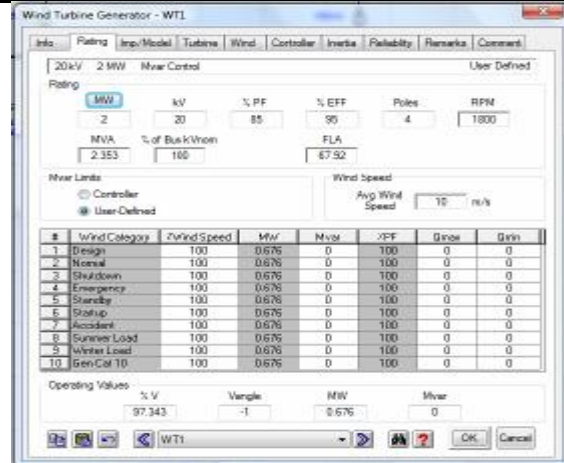 Wind Turbine Generator - WT1
Info Rating Imp/Model Turbine Wind Controller Inertia Reliability Remarks Comment
20 kV 2 MW Mvar Control User Defined
Rating
MW kV % PF % EFF Poles RPM
2 20 85 95 4 1800
MVA % of Bus kVnom FLA
2.353 100 67.92
Mvar Limits Wind Speed
Controller
User-Defined
Avg Wind Speed 10 m/s
# Wind Category %Wind Speed MW Mvar %PF Qmax Qmin
1 Design 100 0.676 0 100 0 0
2 Normal 100 0.676 0 100 0 0
3 Shutdown 100 0.676 0 100 0 0
4 Emergency 100 0.676 0 100 0 0
5 Standby 100 0.676 0 100 0 0
6 Startup 100 0.676 0 100 0 0
7 Accident 100 0.676 0 100 0 0
8 Summer Load 100 0.676 0 100 0 0
9 Winter Load 100 0.676 0 100 0 0
10 Gen Cat 10 100 0.676 0 100 0 0
Operating Values
% V Vangle MW Mvar
97.343 -1 0.676 0
WT1 OK Cancel